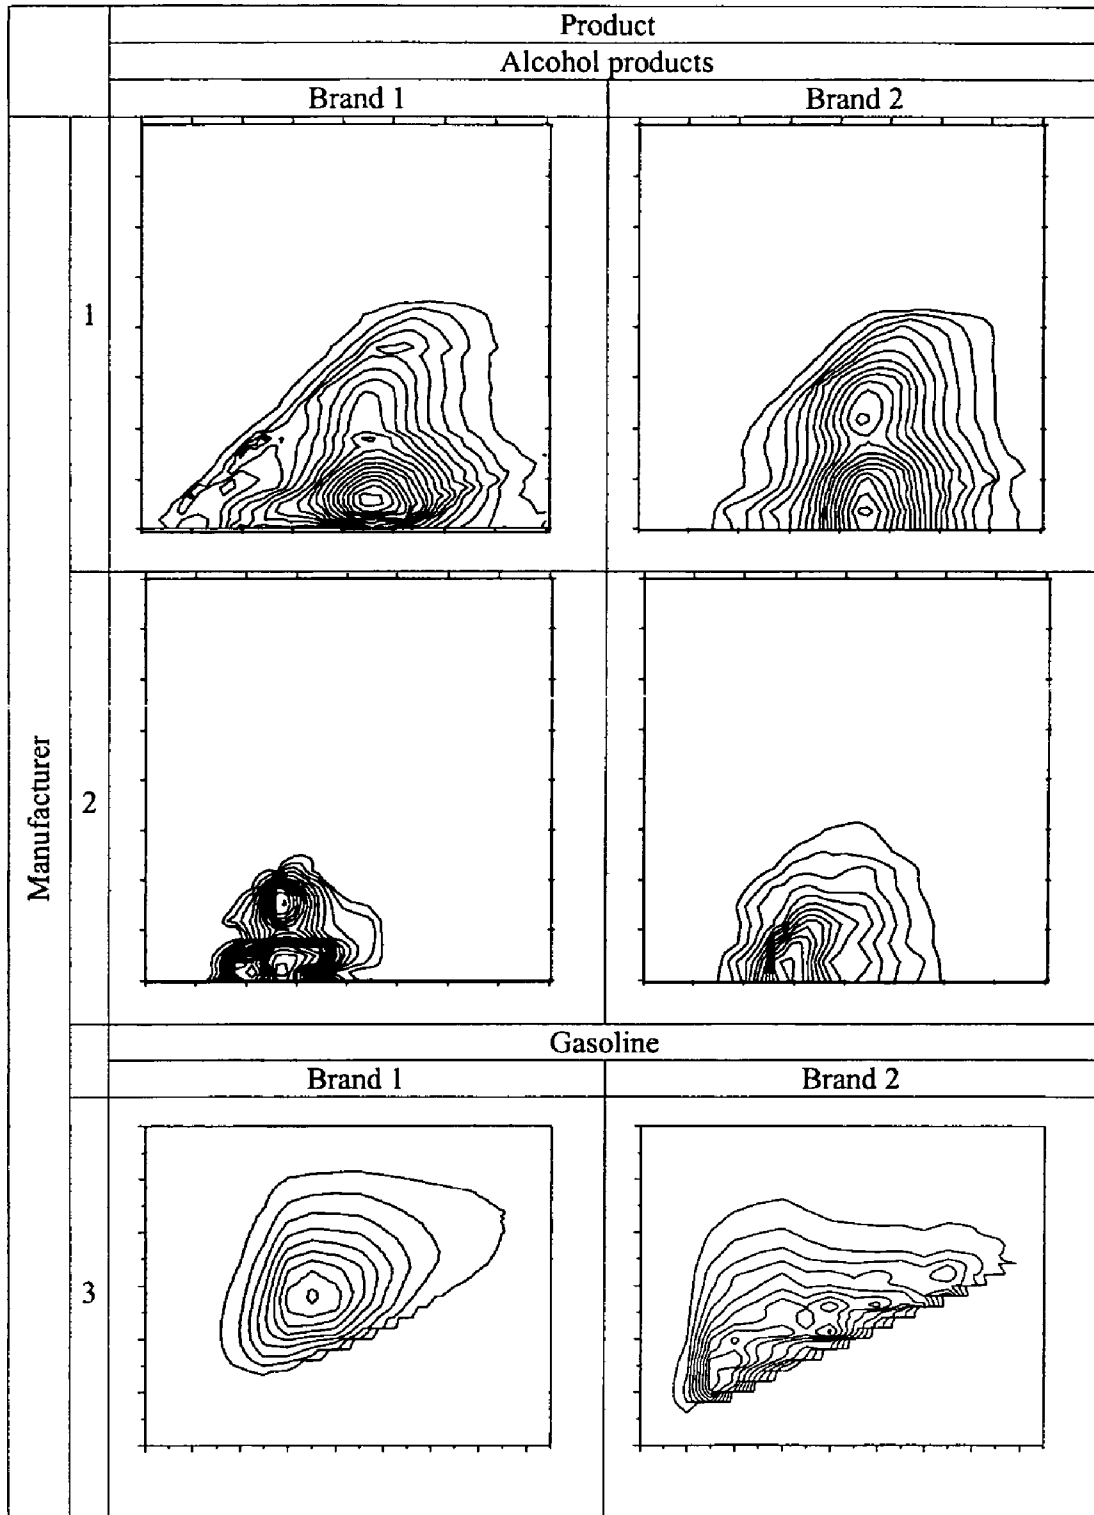 Product
Alcohol products
Brand 1 Brand 2
1
Manufacturer
2
Gasoline
Brand 1 Brand 2
3